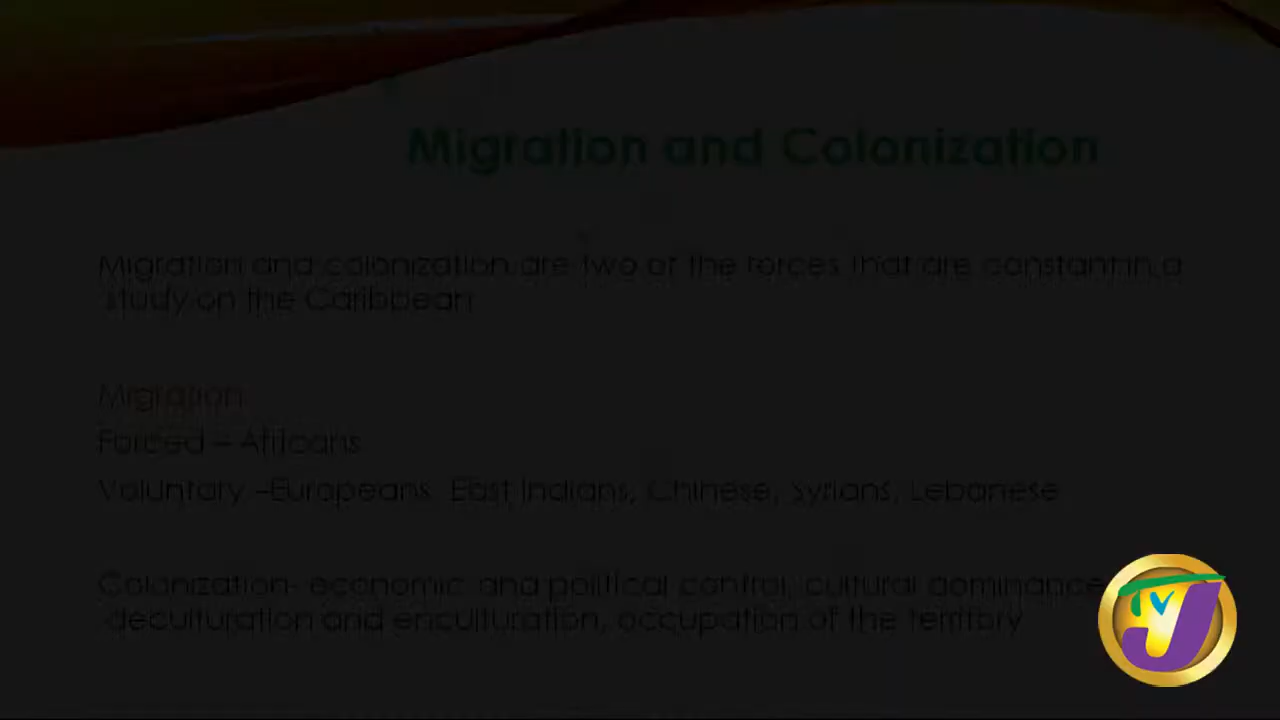 Migration and Colonization
Migration and colonization are two of the forces that are constant in a
study on the Caribbean
Migration
Forced – Africans
Voluntary –Europeans, East Indians, Chinese, Syrians, Lebanese
Colonization- economic and political control, cultural dominance
deculturation and enculturation, occupation of the territory
TVJ